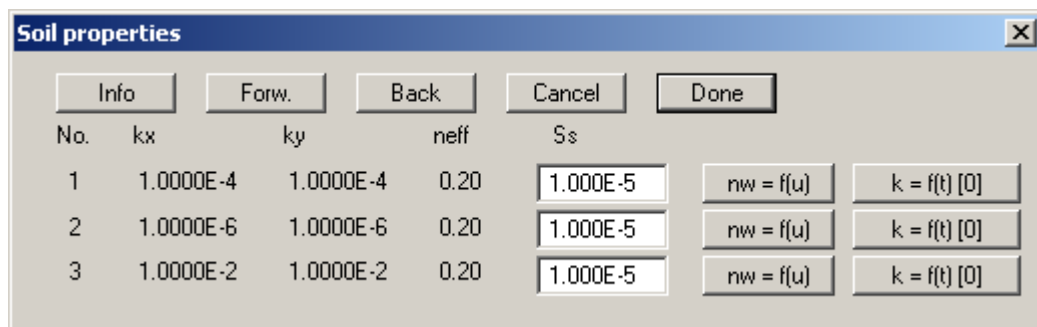 Soil properties
Info Forw. Back Cancel Done
No. kx ky neff Ss
1 1.0000E-4 1.0000E-4 0.20 1.000E-5 nw = f(u) k = f(t) [0]
2 1.0000E-6 1.0000E-6 0.20 1.000E-5 nw = f(u) k = f(t) [0]
3 1.0000E-2 1.0000E-2 0.20 1.000E-5 nw = f(u) k = f(t) [0]